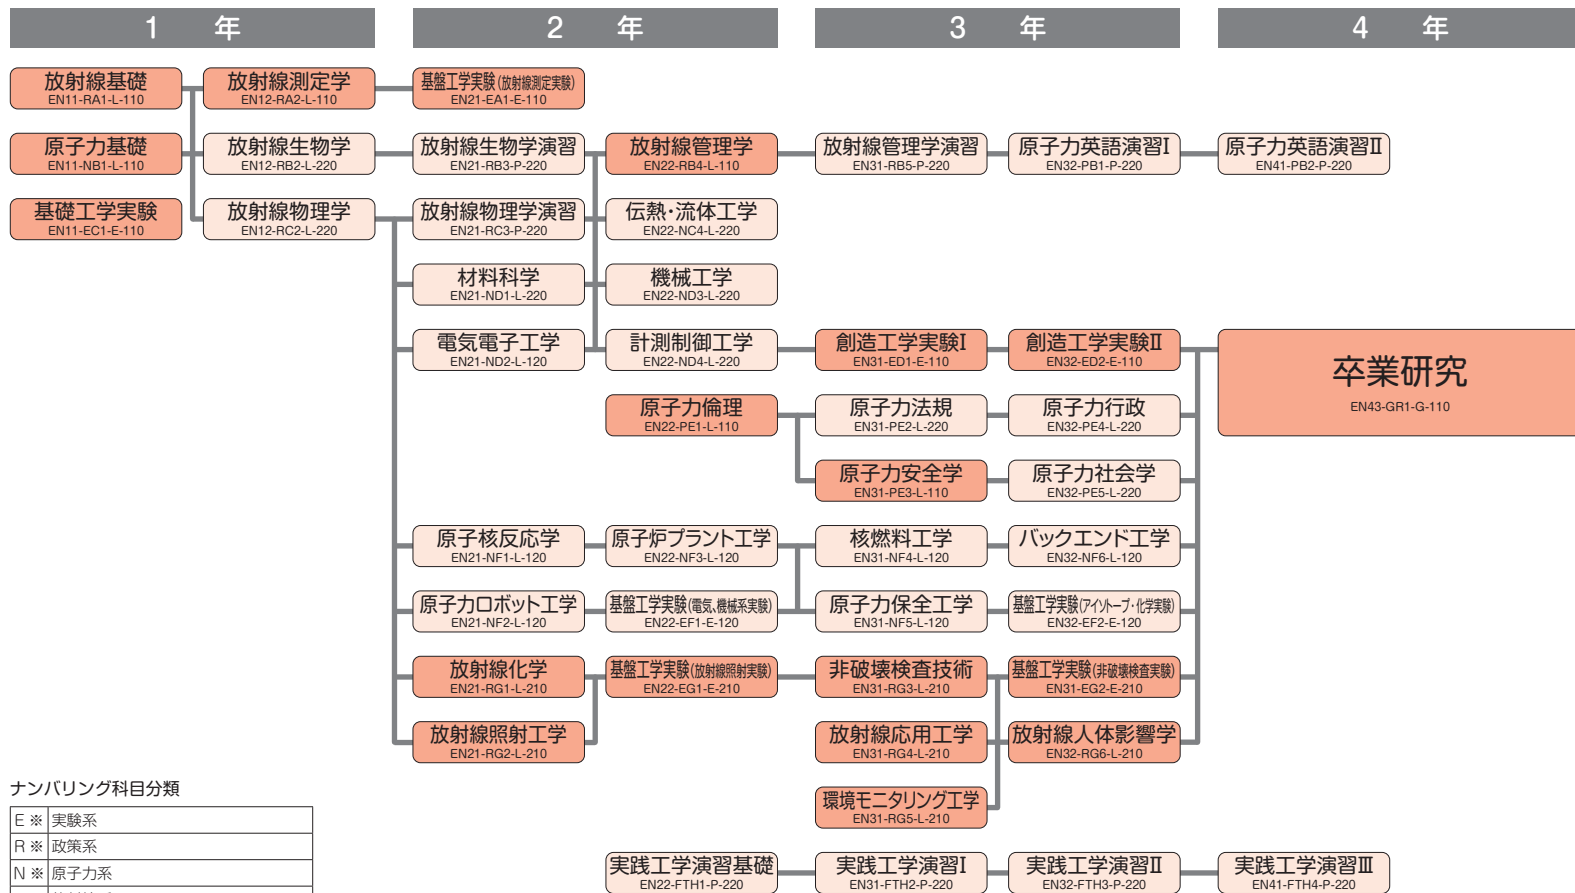 1 年
2 年
3 年
4 年
放射線基礎
EN11-RA1-L-110
放射線測定学
EN12-RA2-L-110
基盤工学実験(放射線測定実験)
EN21-EA1-E-110
原子力基礎
EN11-NB1-L-110
放射線生物学
EN12-RB2-L-220
放射線生物学演習
EN21-RB3-P-220
放射線管理学
EN22-RB4-L-110
放射線管理学演習
EN31-RB5-P-220
原子力英語演習I
EN32-PB1-P-220
原子力英語演習II
EN41-PB2-P-220
基礎工学実験
EN11-EC1-E-110
放射線物理学
EN12-RC2-L-220
放射線物理学演習
EN21-RC3-P-220
伝熱・流体工学
EN22-NC4-L-220
材料科学
EN21-ND1-L-220
機械工学
EN22-ND3-L-220
電気電子工学
EN21-ND2-L-120
計測制御工学
EN22-ND4-L-220
創造工学実験I
EN31-ED1-E-110
創造工学実験II
EN32-ED2-E-110
卒業研究
EN43-GR1-G-110
原子力倫理
EN22-PE1-L-110
原子力法規
EN31-PE2-L-220
原子力行政
EN32-PE4-L-220
原子力安全学
EN31-PE3-L-110
原子力社会学
EN32-PE5-L-220
原子核反応学
EN21-NF1-L-120
原子炉プラント工学
EN22-NF3-L-120
核燃料工学
EN31-NF4-L-120
バックエンド工学
EN32-NF6-L-120
原子力ロボット工学
EN21-NF2-L-120
基盤工学実験(電気、機械系実験)
EN22-EF1-E-120
原子力保全工学
EN31-NF5-L-120
基盤工学実験(アイソトープ・化学実験)
EN32-EF2-E-120
放射線化学
EN21-RG1-L-210
基盤工学実験(放射線照射実験)
EN22-EG1-E-210
非破壊検査技術
EN31-RG3-L-210
基盤工学実験(非破壊検査実験)
EN31-EG2-E-210
放射線照射工学
EN21-RG2-L-210
放射線応用工学
EN31-RG4-L-210
放射線人体影響学
EN32-RG6-L-210
環境モニタリング工学
EN31-RG5-L-210
ナンバリング科目分類
E ※ 実験系
R ※ 政策系
N ※ 原子力系
実践工学演習基礎
EN22-FTH1-P-220
実践工学演習I
EN31-FTH2-P-220
実践工学演習II
EN32-FTH3-P-220
実践工学演習III
EN41-FTH4-P-220